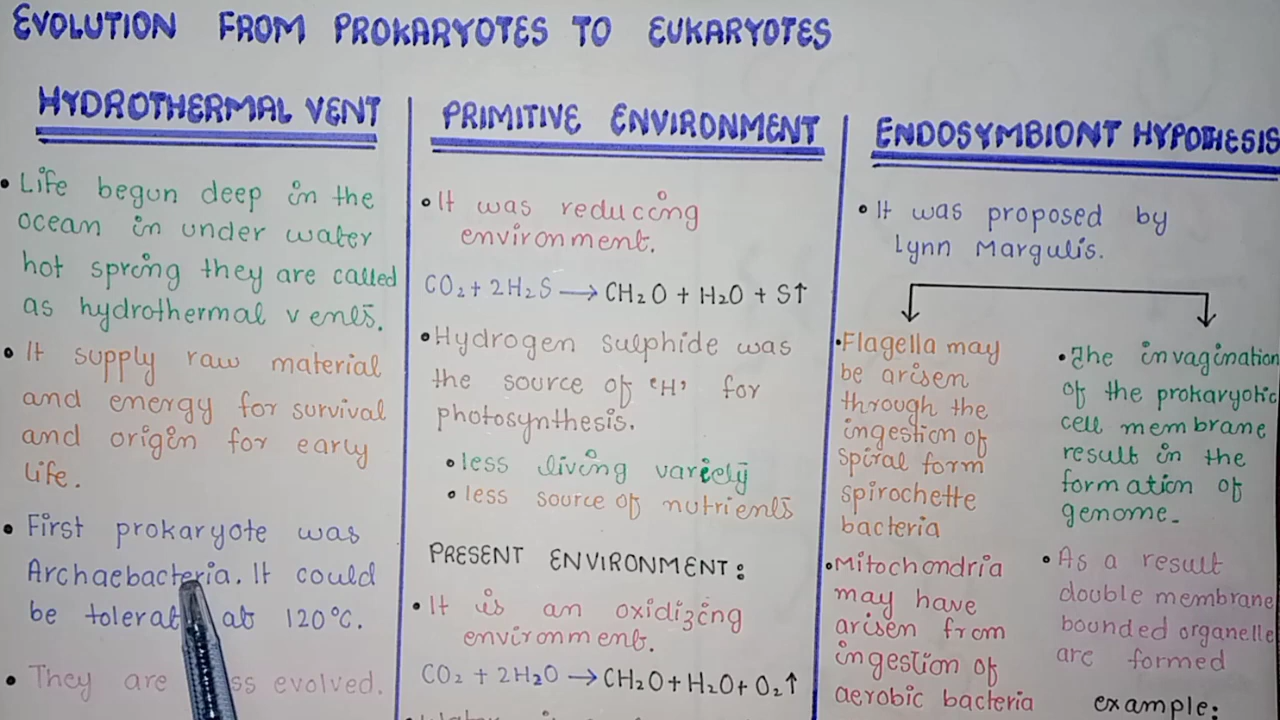 EVOLUTION FROM PROKARYOTES TO EUKARYOTES
HYDROTHERMAL VENT
• Life begun deep in the
ocean in under water
hot spring they are called
as hydrothermal vents.
• It supply raw material
and energy for survival
and origin for early
life.
• First prokaryote was
Archaebacteria. It could
be tolerat at 120°C.
• They are evolved.
PRIMITIVE ENVIRONMENT
• It was reducing
environment.
CO₂ + 2H₂S → CH₂O + H₂O + S↑
• Hydrogen sulphide was
the source of 'H' for
photosynthesis.
• less living variety
• less source of nutrients
PRESENT ENVIRONMENT:
• It is an oxidizing
environment.
CO₂ + 2H₂O → CH₂O + H₂O + O₂↑
ENDOSYMBIONT HYPOTHESIS
• It was proposed by
Lynn Margulis.
• Flagella may
be arisen
through the
ingestion of
spiral form
spirochette
bacteria
• Mitochondria
may have
arisen from
ingestion of
aerobic bacteria
• The invagination
of the prokaryotic
cell membrane
result in the
formation of
genome.
• As a result
double membrane
bounded organelle
are formed
example: